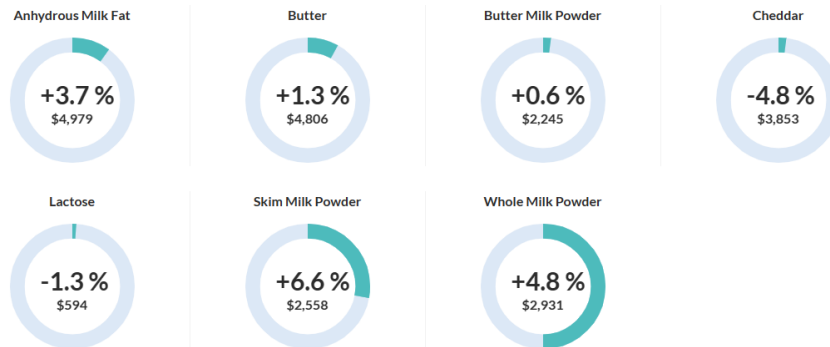 Anhydrous Milk Fat
+3.7 %
$4,979
Butter
+1.3 %
$4,806
Butter Milk Powder
+0.6 %
$2,245
Cheddar
-4.8 %
$3,853
Lactose
-1.3 %
$594
Skim Milk Powder
+6.6 %
$2,558
Whole Milk Powder
+4.8 %
$2,931